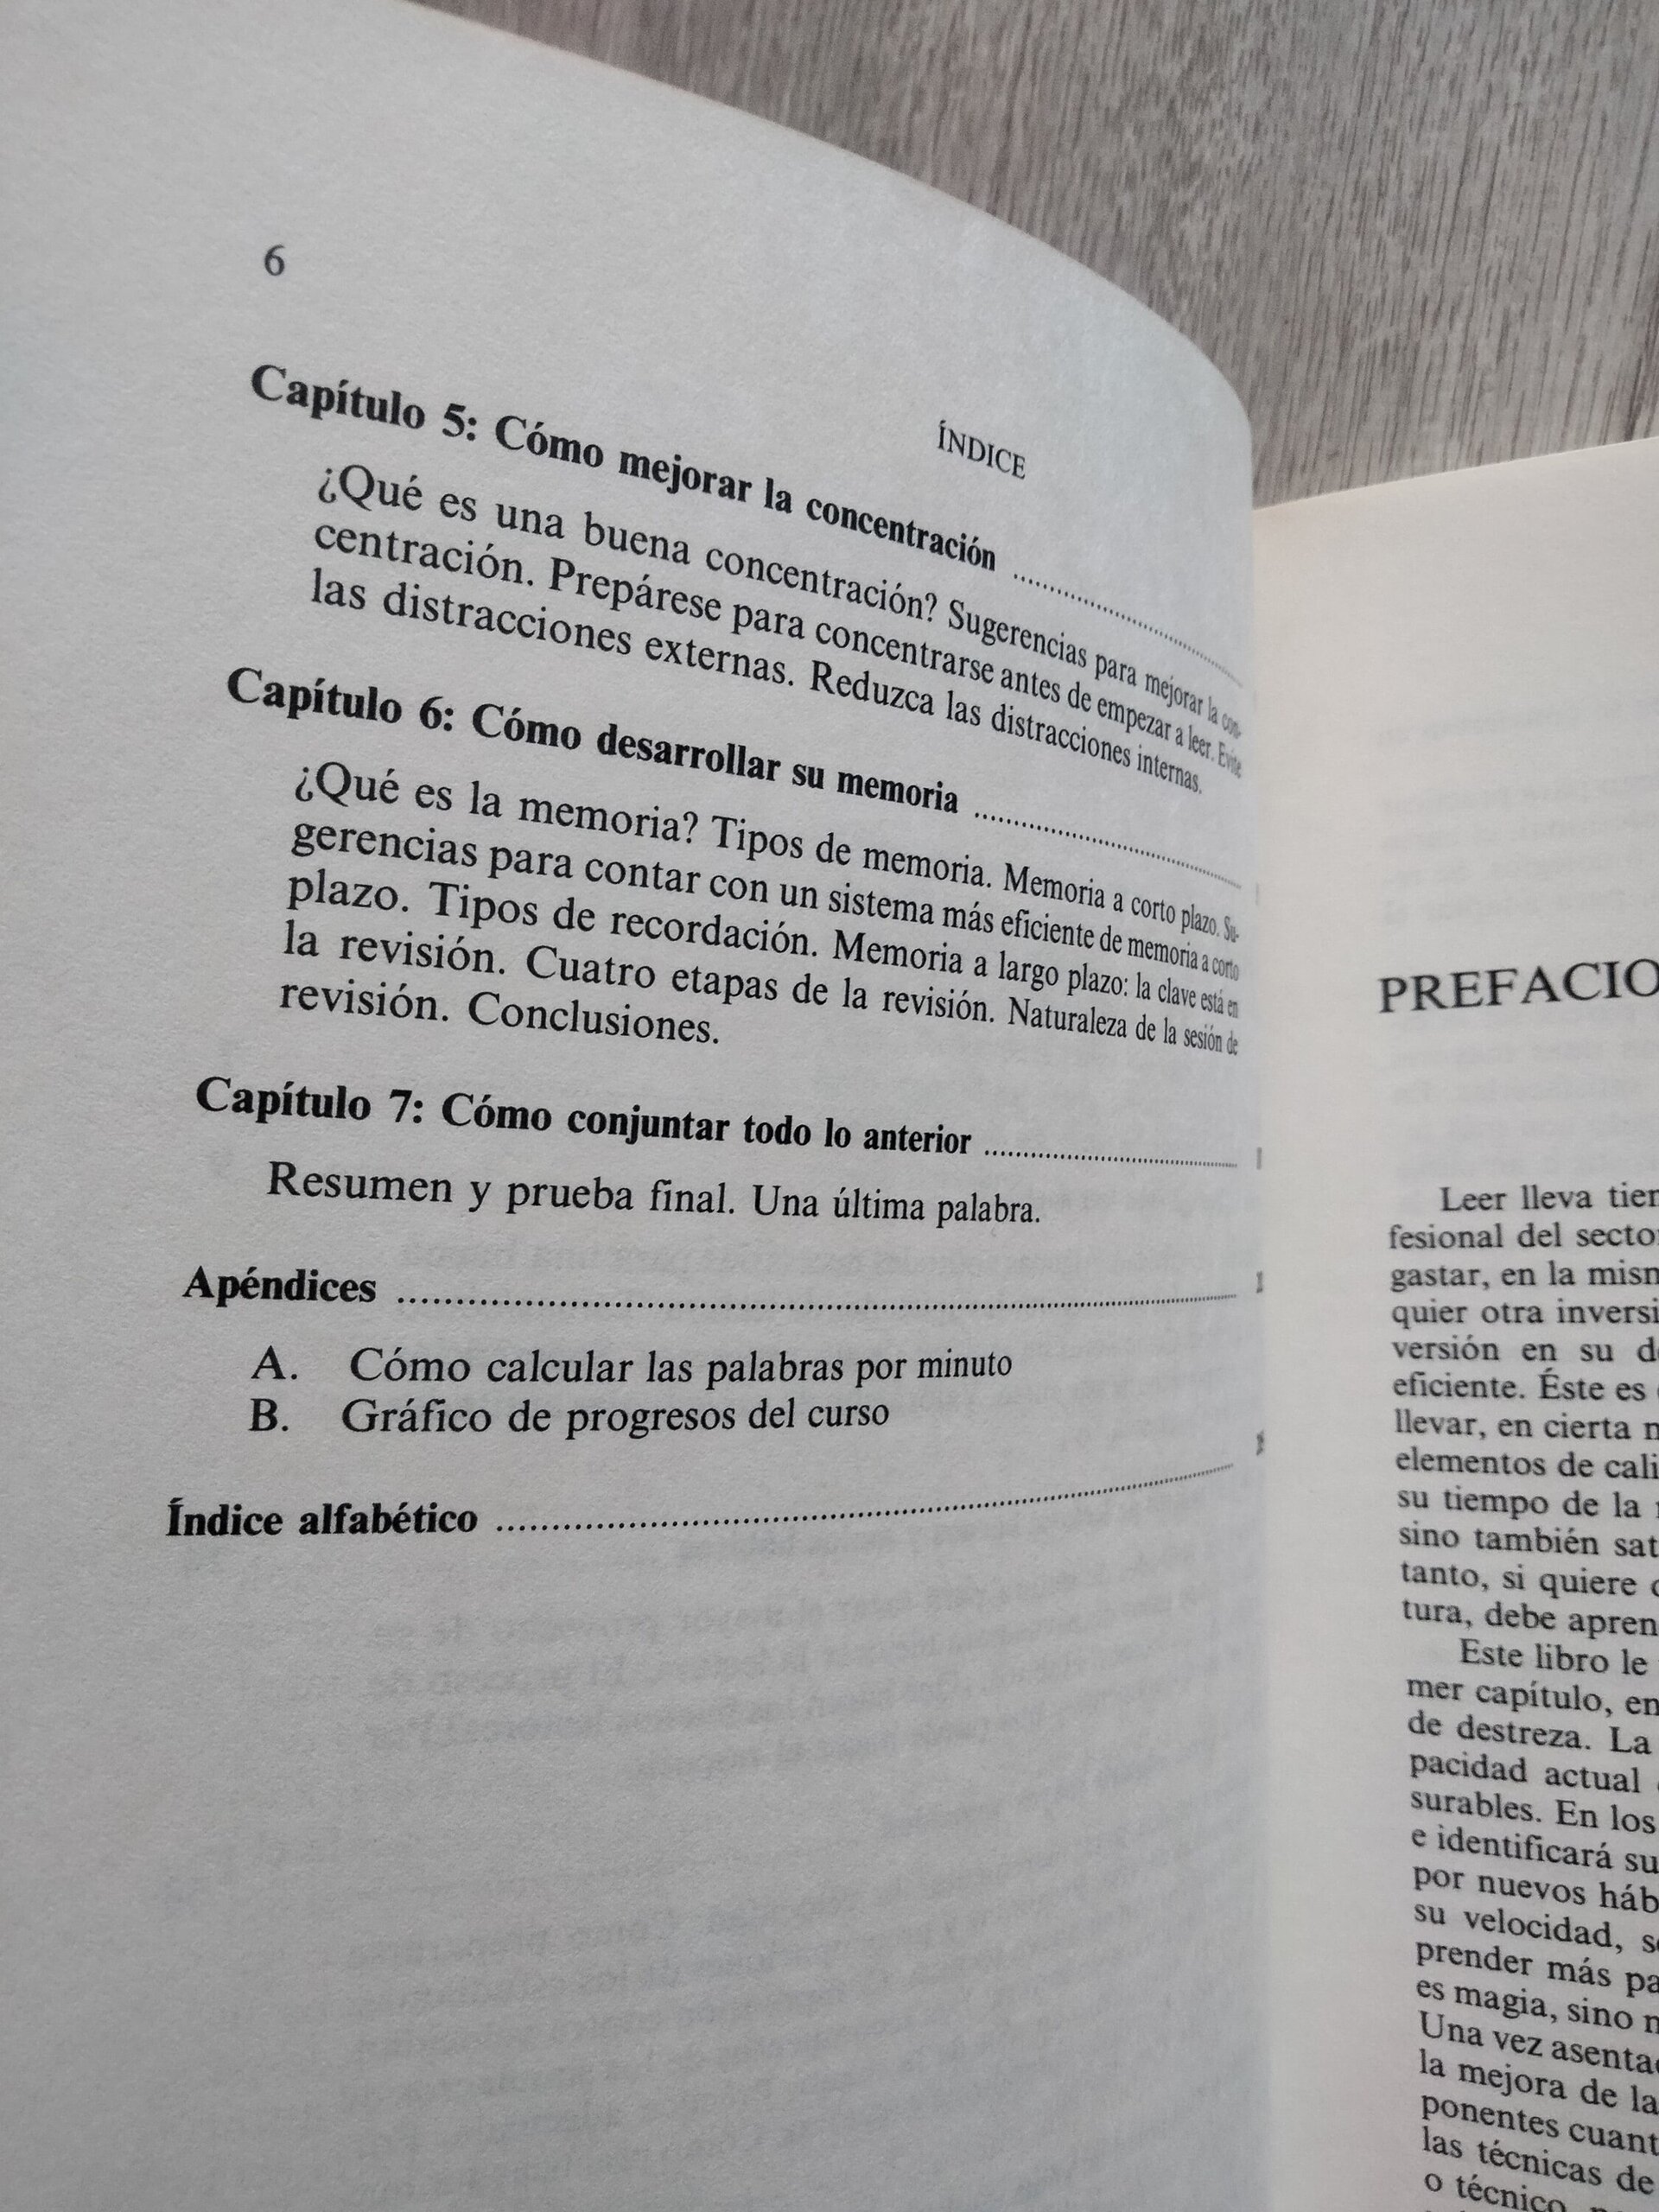 6
ÍNDICE
Capítulo 5: Cómo mejorar la concentración ..........
¿Qué es una buena concentración? Sugerencias para mejorar la con-
centración. Prepárese para concentrarse antes de empezar a leer. Evite
las distracciones externas. Reduzca las distracciones internas.
Capítulo 6: Cómo desarrollar su memoria ..........
¿Qué es la memoria? Tipos de memoria. Memoria a corto plazo. Su-
gerencias para contar con un sistema más eficiente de memoria a corto
plazo. Tipos de recordación. Memoria a largo plazo: la clave está en
la revisión. Cuatro etapas de la revisión. Naturaleza de la sesión de
revisión. Conclusiones.
Capítulo 7: Cómo conjuntar todo lo anterior ..........
Resumen y prueba final. Una última palabra.
Apéndices ..........
A. Cómo calcular las palabras por minuto
B. Gráfico de progresos del curso
Índice alfabético ..........
PREFACIO
Leer lleva tiem
fesional del secto
gastar, en la mism
quier otra inversi
versión en su d
eficiente. Éste es
llevar, en cierta
elementos de cali
su tiempo de la
sino también sat
tanto, si quiere
tura, debe apren
Este libro le
mer capítulo, en
de destreza. La
pacidad actual
surables. En los
e identificará su
por nuevos háb
su velocidad, s
prender más pa
es magia, sino
Una vez asenta
la mejora de la
ponentes cuant
las técnicas de
o técnico